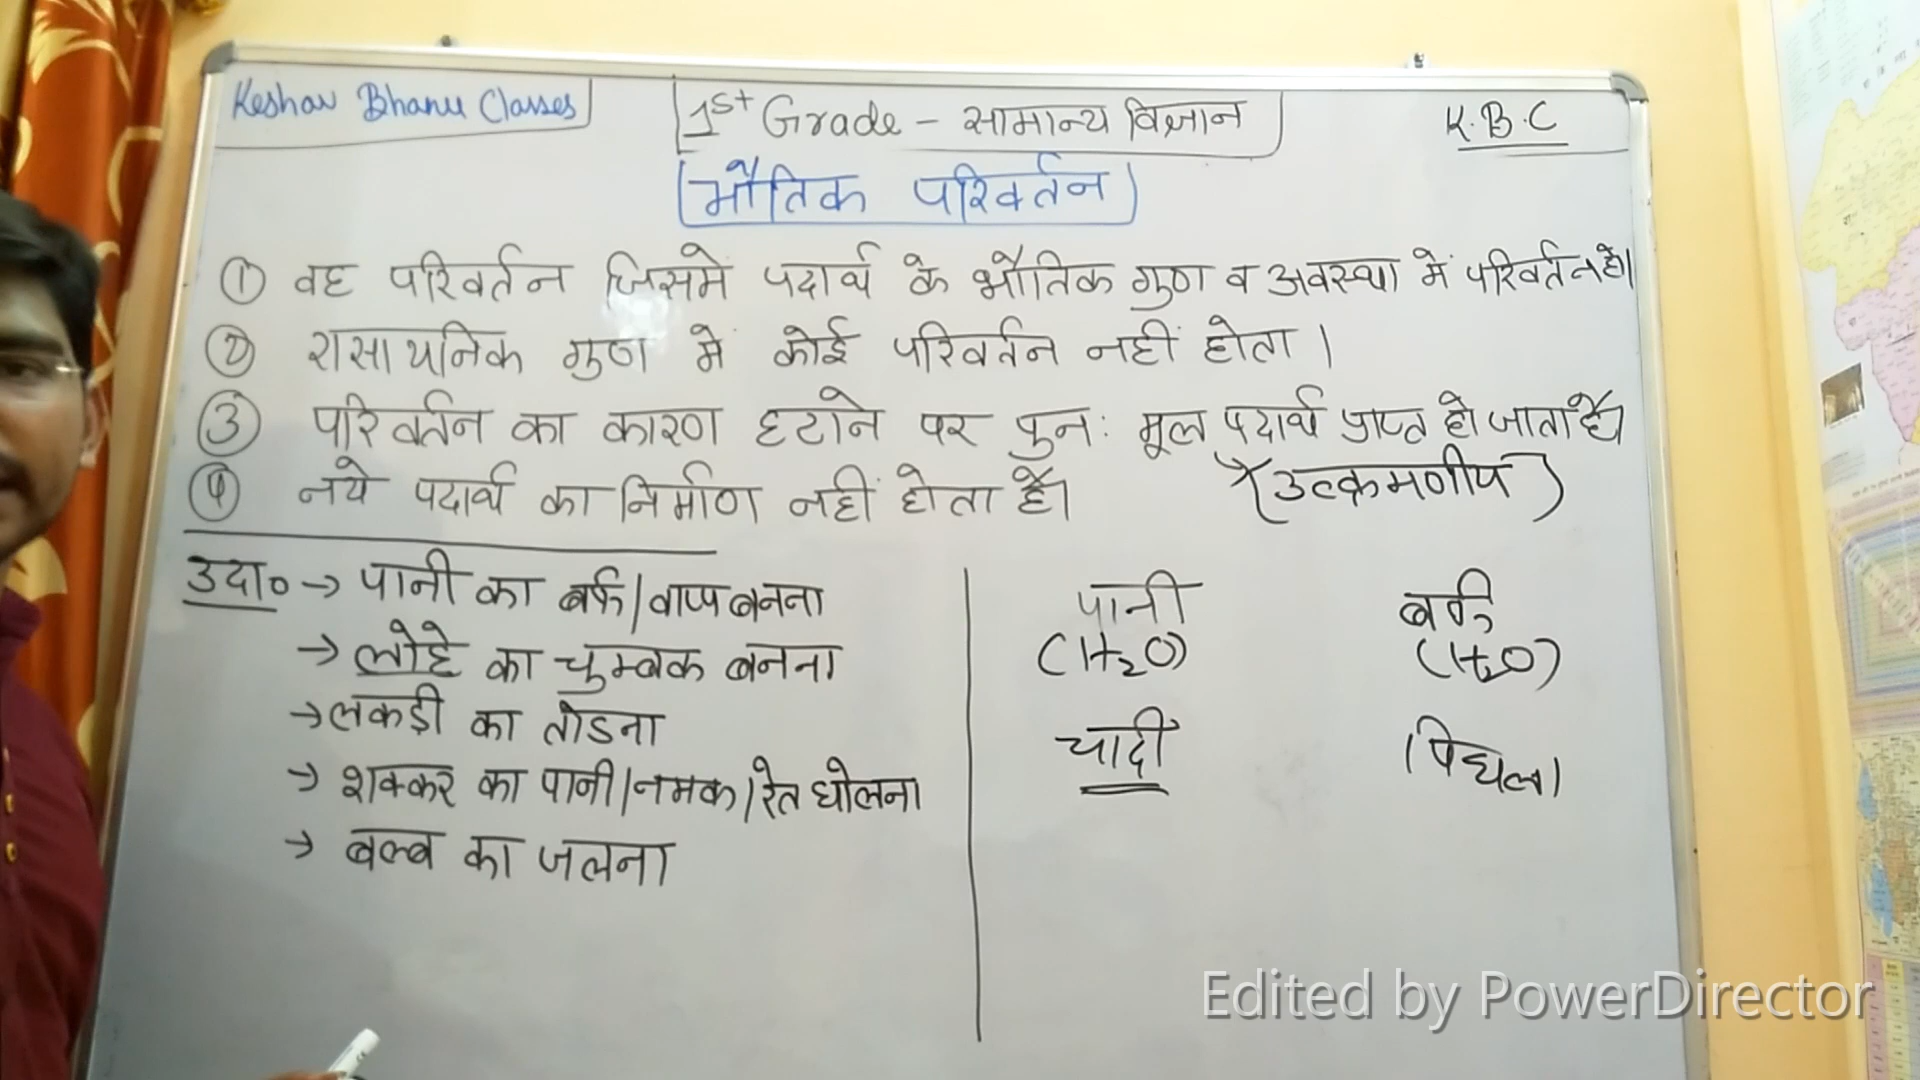 Keshav Bhanu Classes
1st Grade - सामान्य विज्ञान
K.B.C
भौतिक परिवर्तन
① वह परिवर्तन जिसमें पदार्थ के भौतिक गुण व अवस्था में परिवर्तन हो।
② रासायनिक गुण में कोई परिवर्तन नहीं होता।
③ परिवर्तन का कारण हटाने पर पुनः मूल पदार्थ प्राप्त हो जाता है।
(उत्क्रमणीय)
④ नये पदार्थ का निर्माण नहीं होता है।
उदा० → पानी का बर्फ/वाष्प बनना
→ लोहे का चुम्बक बनना
→ लकड़ी का तोडना
→ शक्कर का पानी/नमक/रेत घोलना
→ बल्ब का जलना
पानी बर्फ
(H₂O) (H₂O)
चादी पिघला
Edited by PowerDirector